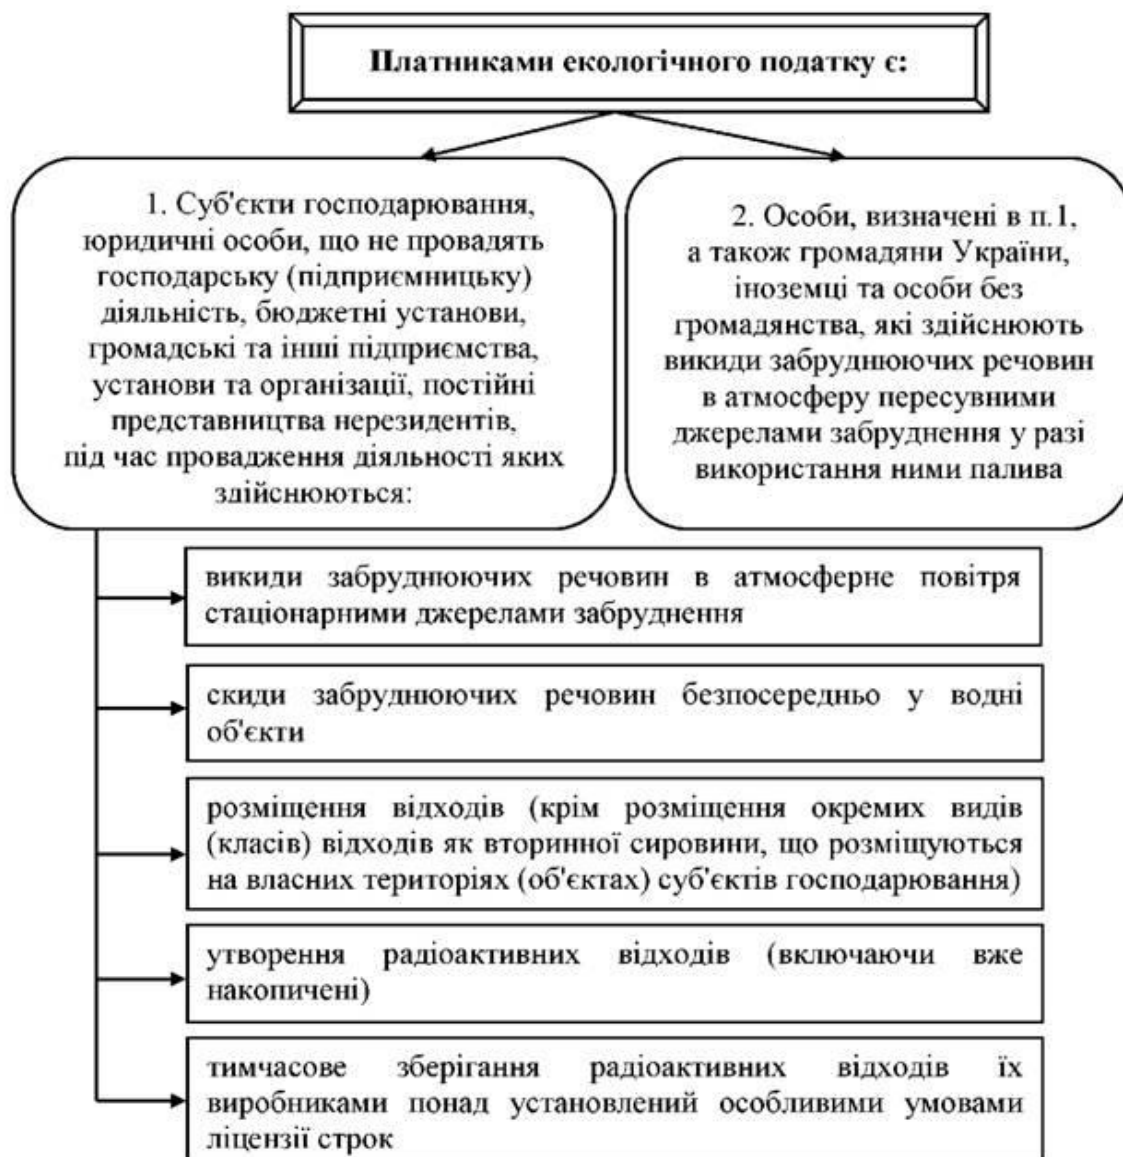 Платниками екологічного податку є:
1. Суб'єкти господарювання,
юридичні особи, що не провадять
господарську (підприємницьку)
діяльність, бюджетні установи,
громадські та інші підприємства,
установи та організації, постійні
представництва нерезидентів,
під час провадження діяльності яких
здійснюються:
2. Особи, визначені в п.1,
а також громадяни України,
іноземці та особи без
громадянства, які здійснюють
викиди забруднюючих речовин
в атмосферу пересувними
джерелами забруднення у разі
використання ними палива
викиди забруднюючих речовин в атмосферне повітря
стаціонарними джерелами забруднення
скиди забруднюючих речовин безпосередньо у водні
об'єкти
розміщення відходів (крім розміщення окремих видів
(класів) відходів як вторинної сировини, що розміщуються
на власних територіях (об'єктах) суб'єктів господарювання)
утворення радіоактивних відходів (включаючи вже
накопичені)
тимчасове зберігання радіоактивних відходів їх
виробниками понад установлений особливими умовами
ліцензії строк